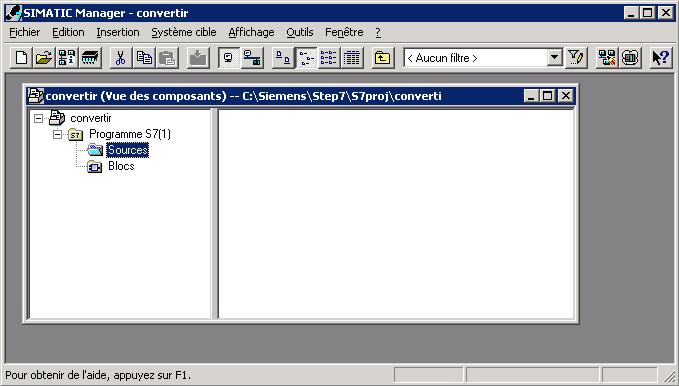 SIMATIC Manager - convertir
Fichier Edition Insertion Système cible Affichage Outils Fenêtre ?
< Aucun filtre >
convertir (Vue des composants) -- C:\Siemens\Step7\S7proj\converti
convertir
S7 Programme S7(1)
Sources
Blocs
Pour obtenir de l'aide, appuyez sur F1.